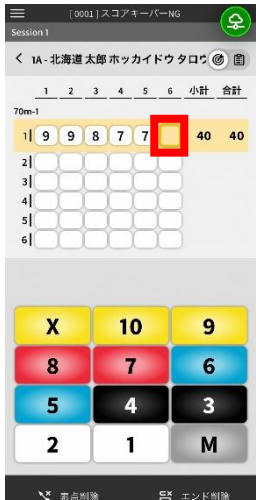 [0001]スコアキーパーNG
Session 1
1A - 北海道 太郎 ホッカイドウ タロウ
1 2 3 4 5 6 小計 合計
70m-1
1 9 9 8 7 7 40 40
2
3
4
5
6
X 10 9
8 7 6
5 4 3
2 1 M
素点削除 エンド削除